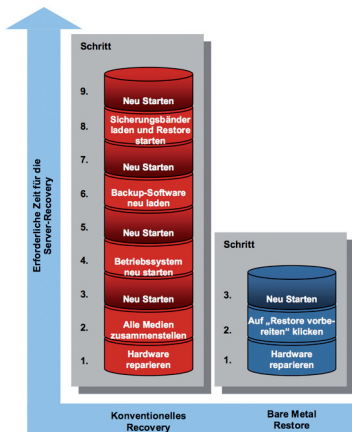 Erforderliche Zeit für die
Server-Recovery
Schritt
9.
Neu Starten
8.
Sicherungsbänder
laden und Restore
starten
7.
Neu Starten
6.
Backup-Software
neu laden
5.
Neu Starten
4.
Betriebssystem
neu starten
3.
Neu Starten
2.
Alle Medien
zusammenstellen
1.
Hardware
reparieren
Schritt
3.
Neu Starten
2.
Auf „Restore vorbe-
reiten“ klicken
1.
Hardware
reparieren
Konventionelles
Recovery
Bare Metal
Restore